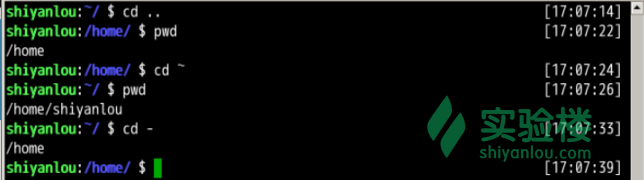 shiyanlou:~/ $ cd .. [17:07:14]
shiyanlou:/home/ $ pwd [17:07:22]
/home
shiyanlou:/home/ $ cd ~ [17:07:24]
shiyanlou:~/ $ pwd [17:07:26]
/home/shiyanlou
shiyanlou:~/ $ cd - [17:07:33]
/home
shiyanlou:/home/ $ [17:07:39]
实验楼
shiyanlou.com